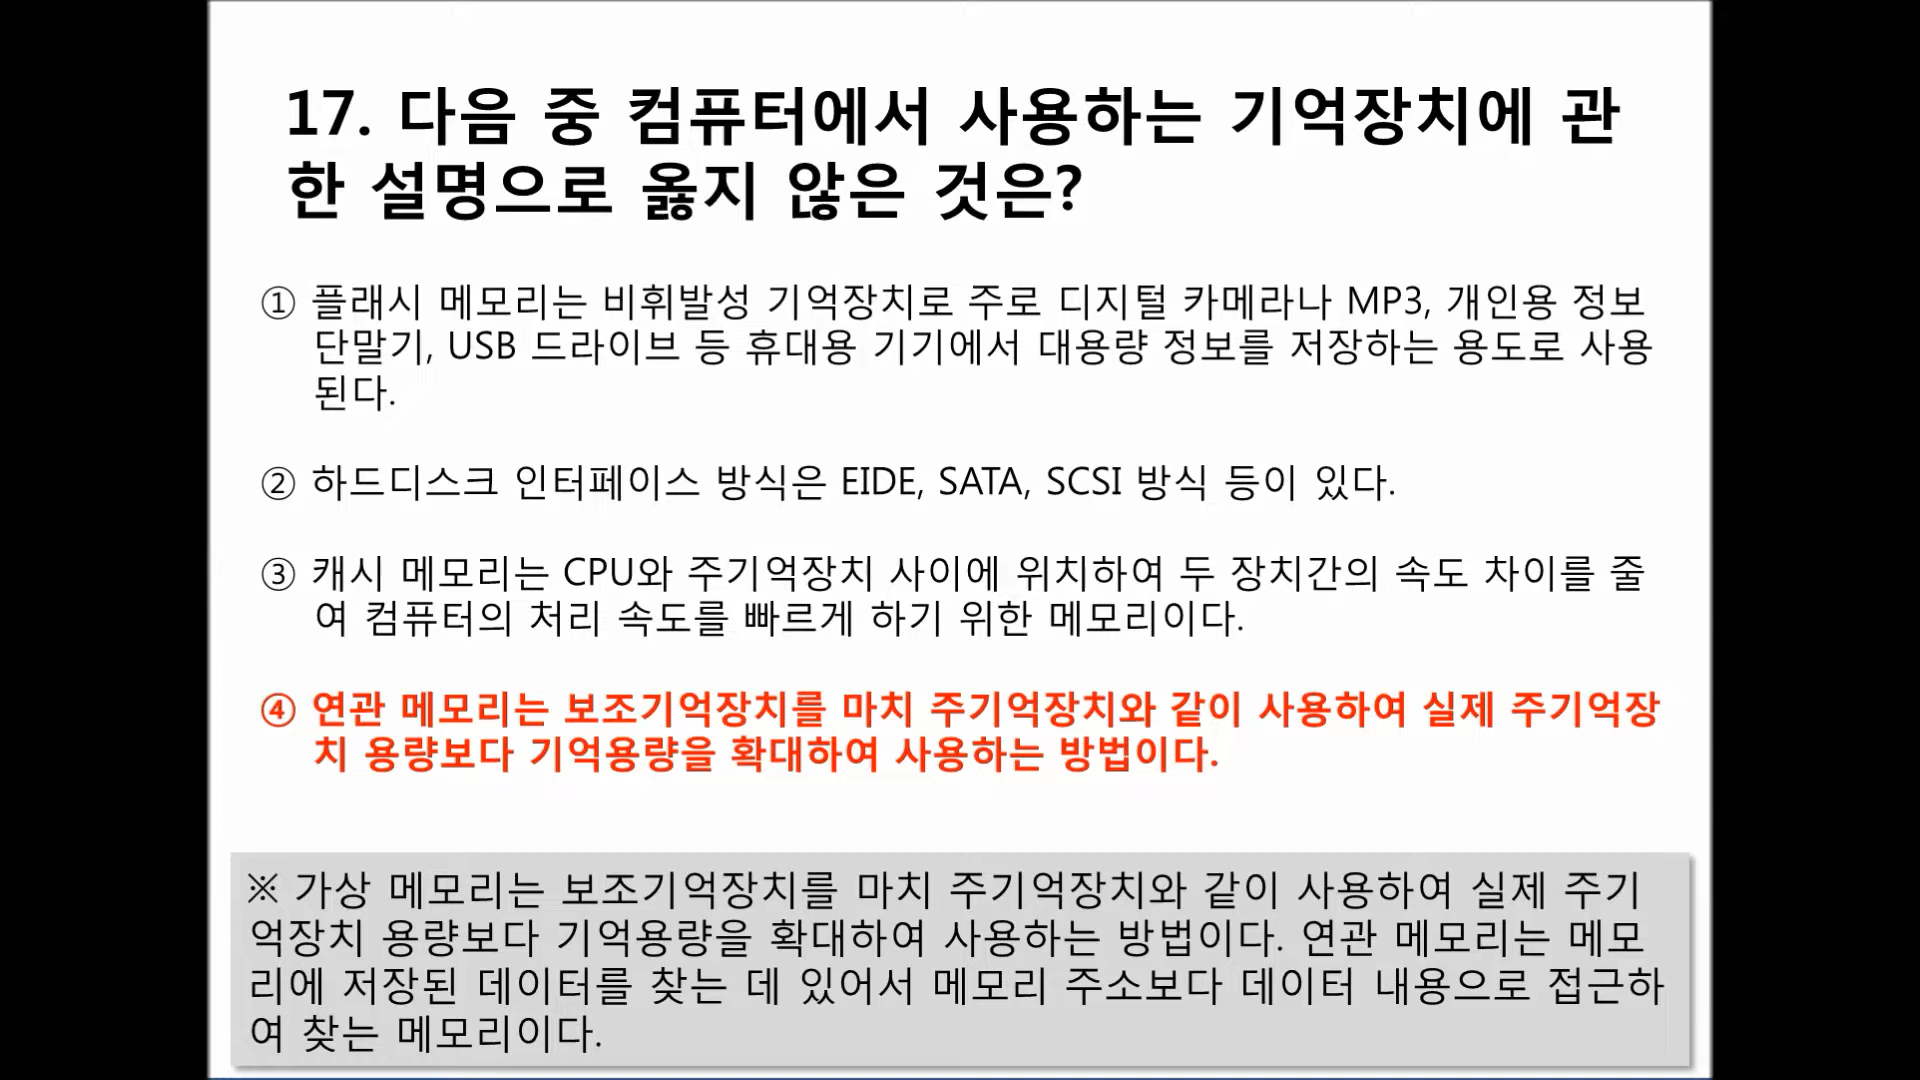 17. 다음 중 컴퓨터에서 사용하는 기억장치에 관
한 설명으로 옳지 않은 것은?
① 플래시 메모리는 비휘발성 기억장치로 주로 디지털 카메라나 MP3, 개인용 정보
단말기, USB 드라이브 등 휴대용 기기에서 대용량 정보를 저장하는 용도로 사용
된다.
② 하드디스크 인터페이스 방식은 EIDE, SATA, SCSI 방식 등이 있다.
③ 캐시 메모리는 CPU와 주기억장치 사이에 위치하여 두 장치간의 속도 차이를 줄
여 컴퓨터의 처리 속도를 빠르게 하기 위한 메모리이다.
④ 연관 메모리는 보조기억장치를 마치 주기억장치와 같이 사용하여 실제 주기억장
치 용량보다 기억용량을 확대하여 사용하는 방법이다.
※ 가상 메모리는 보조기억장치를 마치 주기억장치와 같이 사용하여 실제 주기
억장치 용량보다 기억용량을 확대하여 사용하는 방법이다. 연관 메모리는 메모
리에 저장된 데이터를 찾는 데 있어서 메모리 주소보다 데이터 내용으로 접근하
여 찾는 메모리이다.